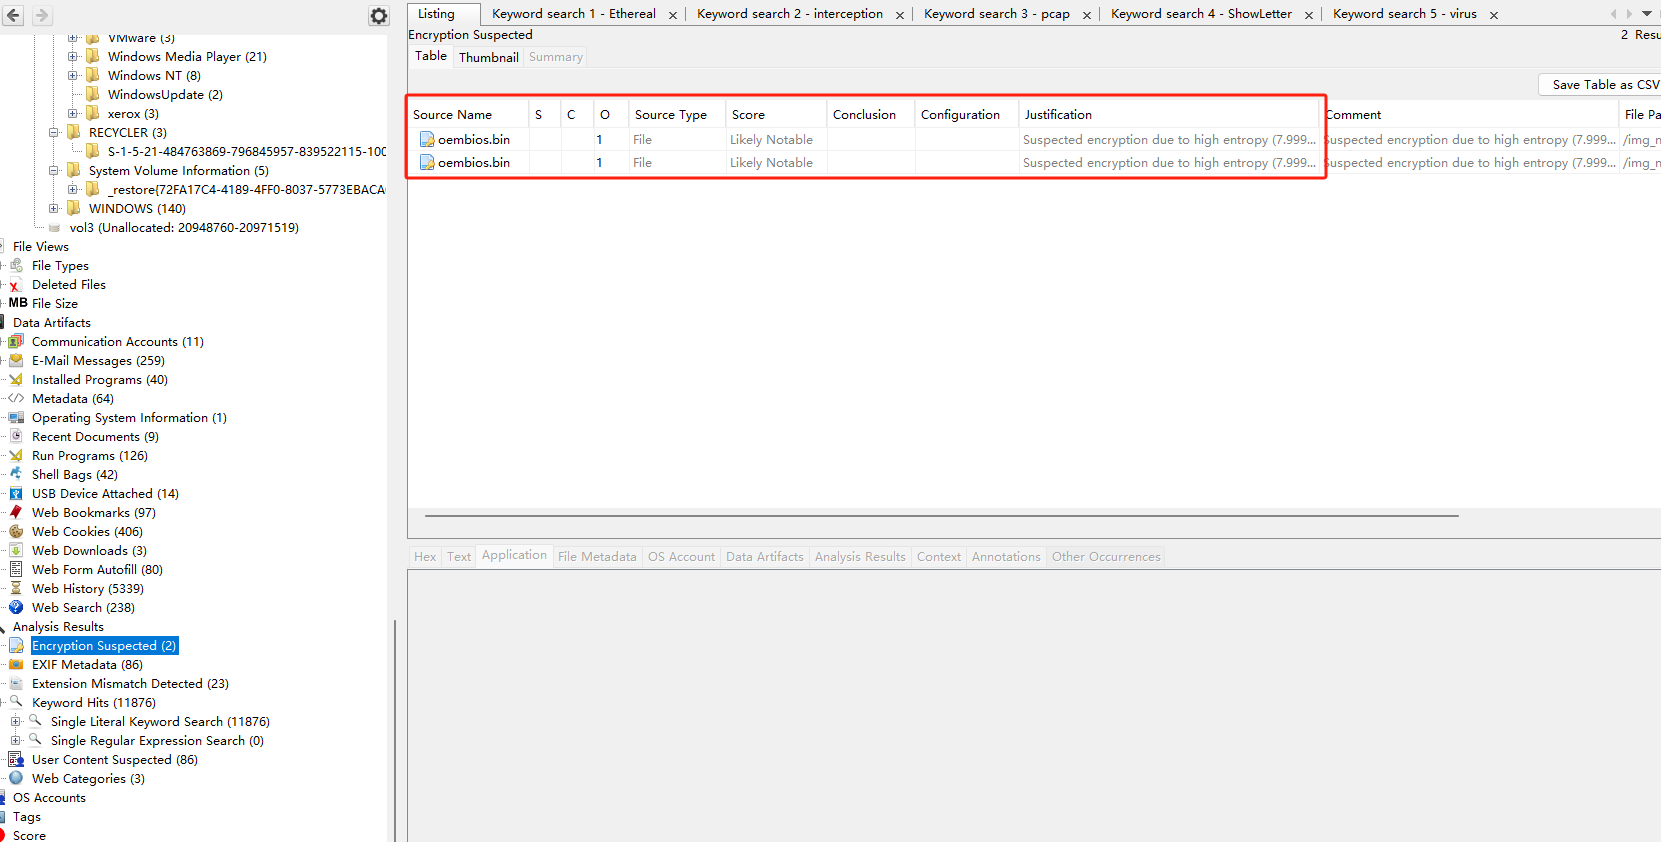 VMware (3)
Windows Media Player (21)
Windows NT (8)
WindowsUpdate (2)
xerox (3)
RECYCLER (3)
S-1-5-21-484763869-796845957-839522115-100
System Volume Information (5)
_restore{72FA17C4-4189-4FF0-8037-5773EBACA
WINDOWS (140)
vol3 (Unallocated: 20948760-20971519)
File Views
File Types
Deleted Files
MB File Size
Data Artifacts
Communication Accounts (11)
E-Mail Messages (259)
Installed Programs (40)
Metadata (64)
Operating System Information (1)
Recent Documents (9)
Run Programs (126)
Shell Bags (42)
USB Device Attached (14)
Web Bookmarks (97)
Web Cookies (406)
Web Downloads (3)
Web Form Autofill (80)
Web History (5339)
Web Search (238)
Analysis Results
Encryption Suspected (2)
EXIF Metadata (86)
Extension Mismatch Detected (23)
Keyword Hits (11876)
Single Literal Keyword Search (11876)
Single Regular Expression Search (0)
User Content Suspected (86)
Web Categories (3)
OS Accounts
Tags
Score
Listing Keyword search 1 - Ethereal Keyword search 2 - interception Keyword search 3 - pcap Keyword search 4 - ShowLetter Keyword search 5 - virus
Encryption Suspected 2 Resu
Table Thumbnail Summary
Save Table as CSV
Source Name S C O Source Type Score Conclusion Configuration Justification Comment File Pa
oembios.bin 1 File Likely Notable Suspected encryption due to high entropy (7.999... Suspected encryption due to high entropy (7.999... /img_n
oembios.bin 1 File Likely Notable Suspected encryption due to high entropy (7.999... Suspected encryption due to high entropy (7.999... /img_n
Hex Text Application File Metadata OS Account Data Artifacts Analysis Results Context Annotations Other Occurrences